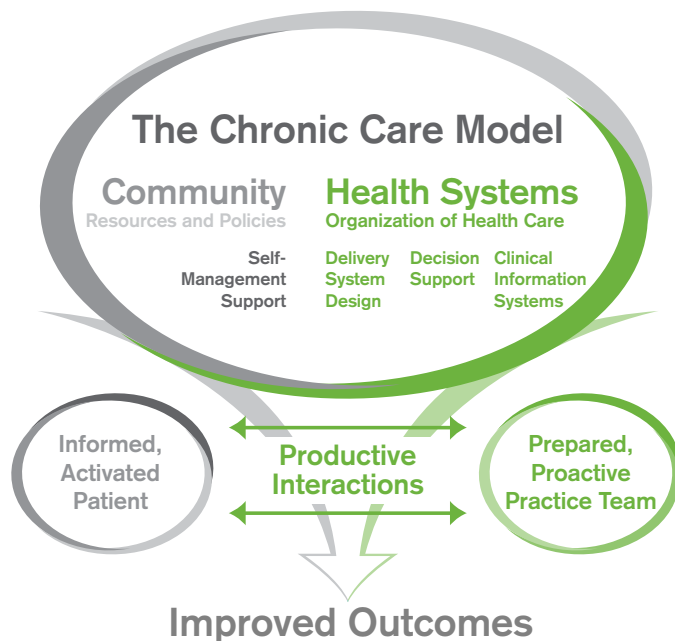 The Chronic Care Model
Community
Resources and Policies
Health Systems
Organization of Health Care
Self-
Management
Support
Delivery
System
Design
Decision
Support
Clinical
Information
Systems
Informed,
Activated
Patient
Productive
Interactions
Prepared,
Proactive
Practice Team
Improved Outcomes